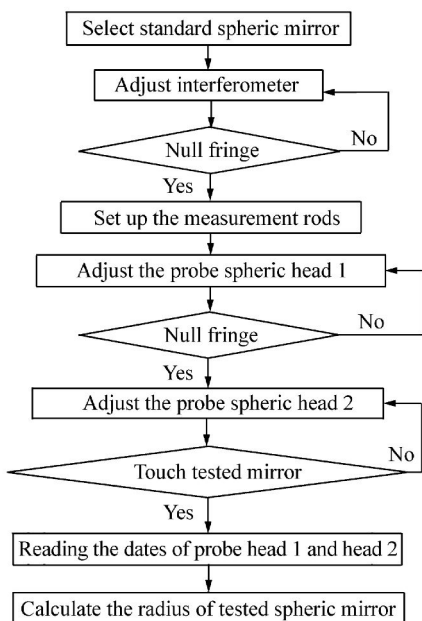 Select standard spheric mirror
Adjust interferometer
Null fringe
No
Yes
Set up the measurement rods
Adjust the probe spheric head 1
Null fringe
No
Yes
Adjust the probe spheric head 2
Touch tested mirror
No
Yes
Reading the dates of probe head 1 and head 2
Calculate the radius of tested spheric mirror